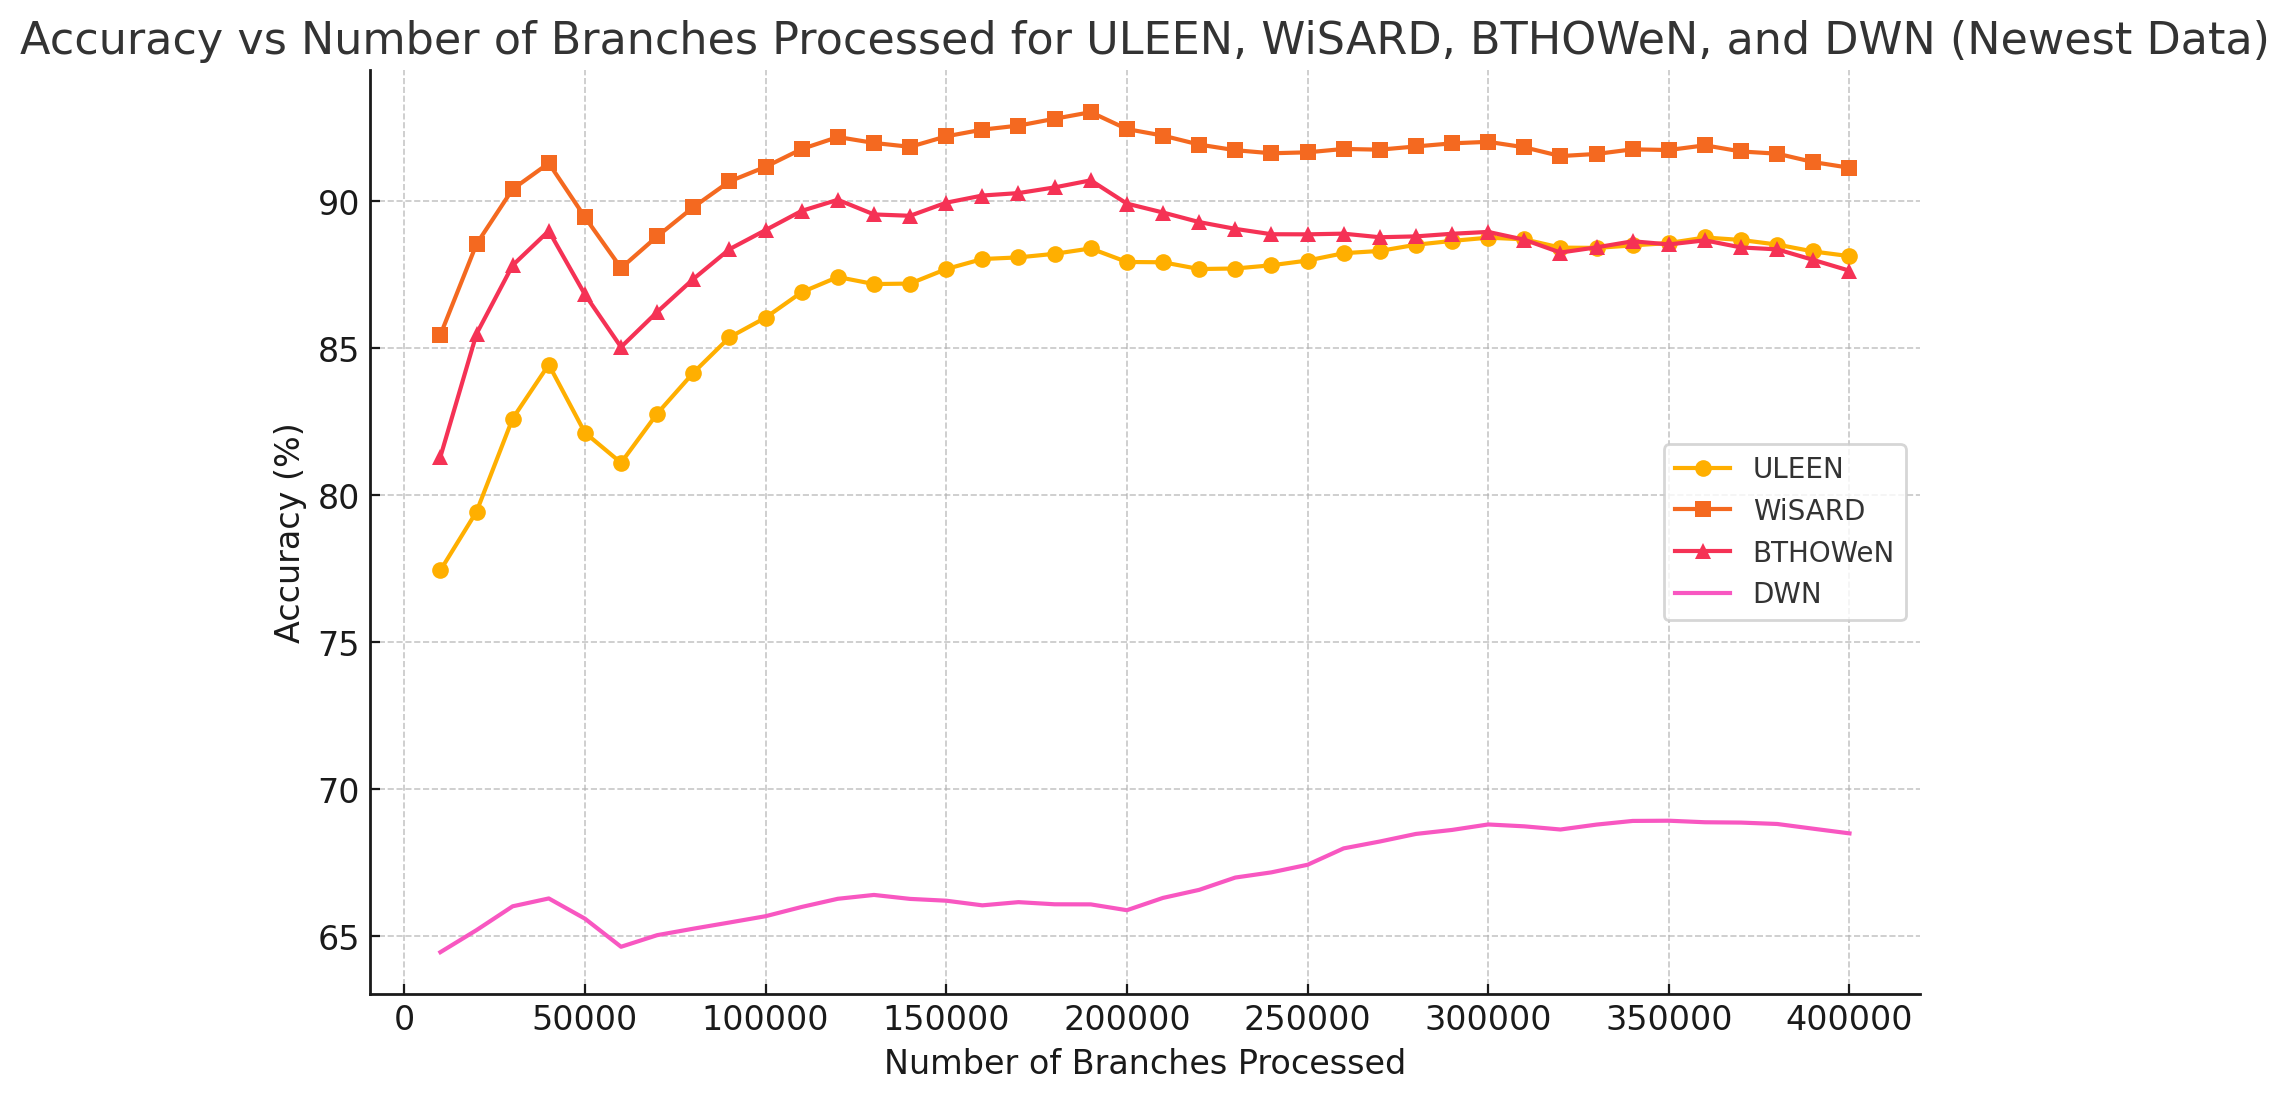 Accuracy vs Number of Branches Processed for ULEEN, WiSARD, BTHOWeN, and DWN (Newest Data)
Accuracy (%)
90
85
80
75
70
65
ULEEN
WiSARD
BTHOWeN
DWN
0 50000 100000 150000 200000 250000 300000 350000 400000
Number of Branches Processed